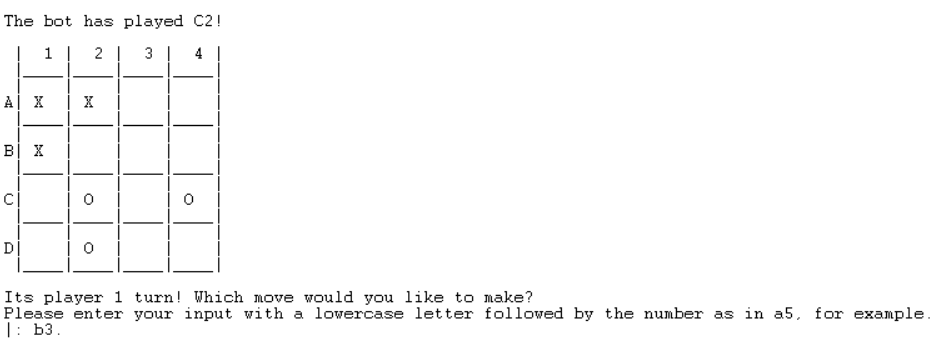 The bot has played C2!
| 1 | 2 | 3 | 4 |
A| X | X | | |
B| X | | | |
C| | O | | O |
D| | O | | |
Its player 1 turn! Which move would you like to make?
Please enter your input with a lowercase letter followed by the number as in a5, for example.
|: b3.